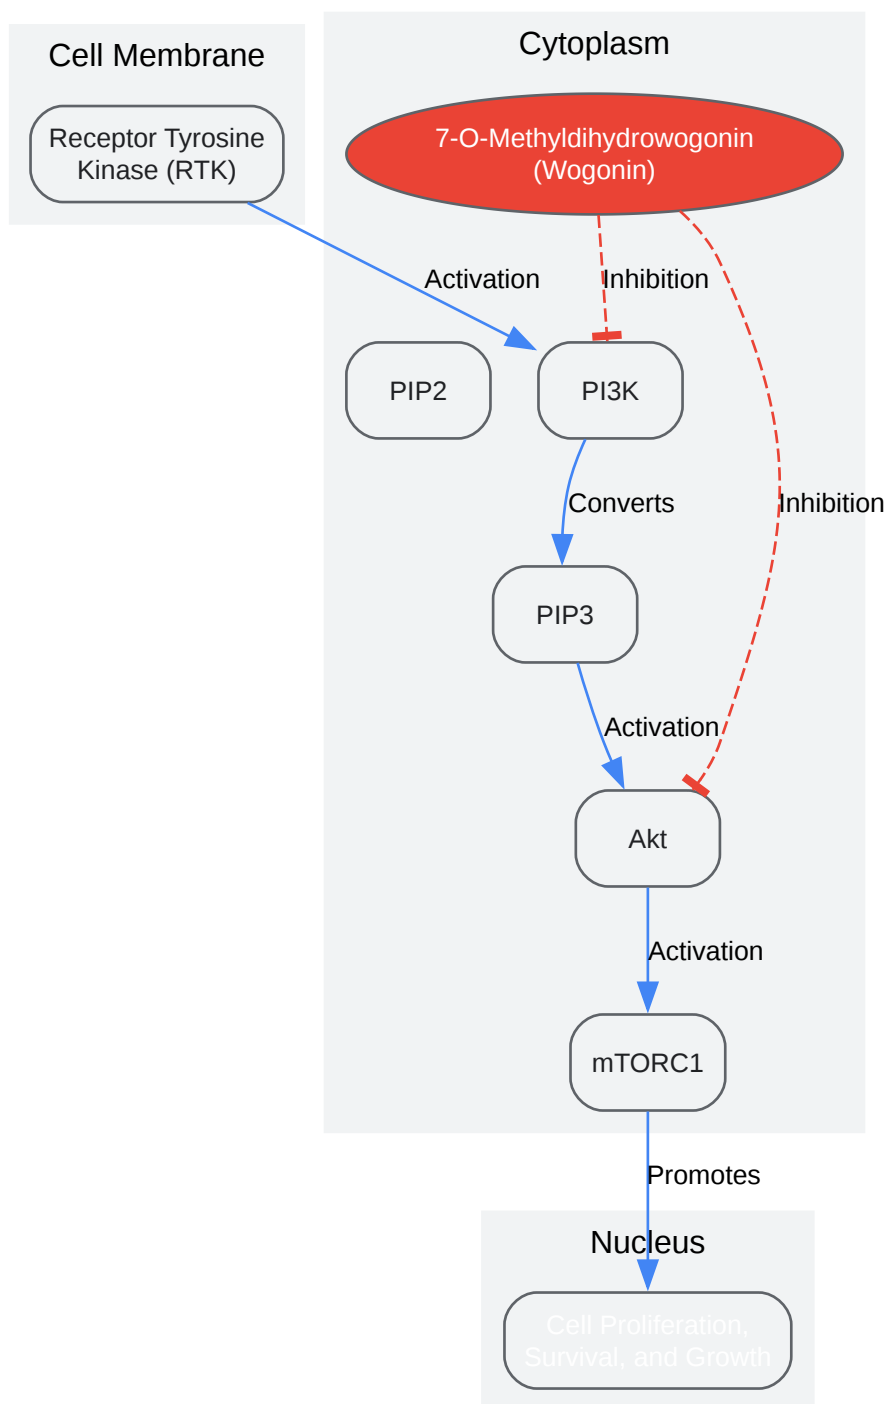 Cell Membrane
Cytoplasm
Receptor Tyrosine
Kinase (RTK)
7-O-Methyldihydrowogonin
(Wogonin)
Activation
Inhibition
PIP2
PI3K
Converts
Inhibition
PIP3
Activation
Akt
Activation
mTORC1
Promotes
Nucleus
Cell Proliferation,
Survival, and Growth